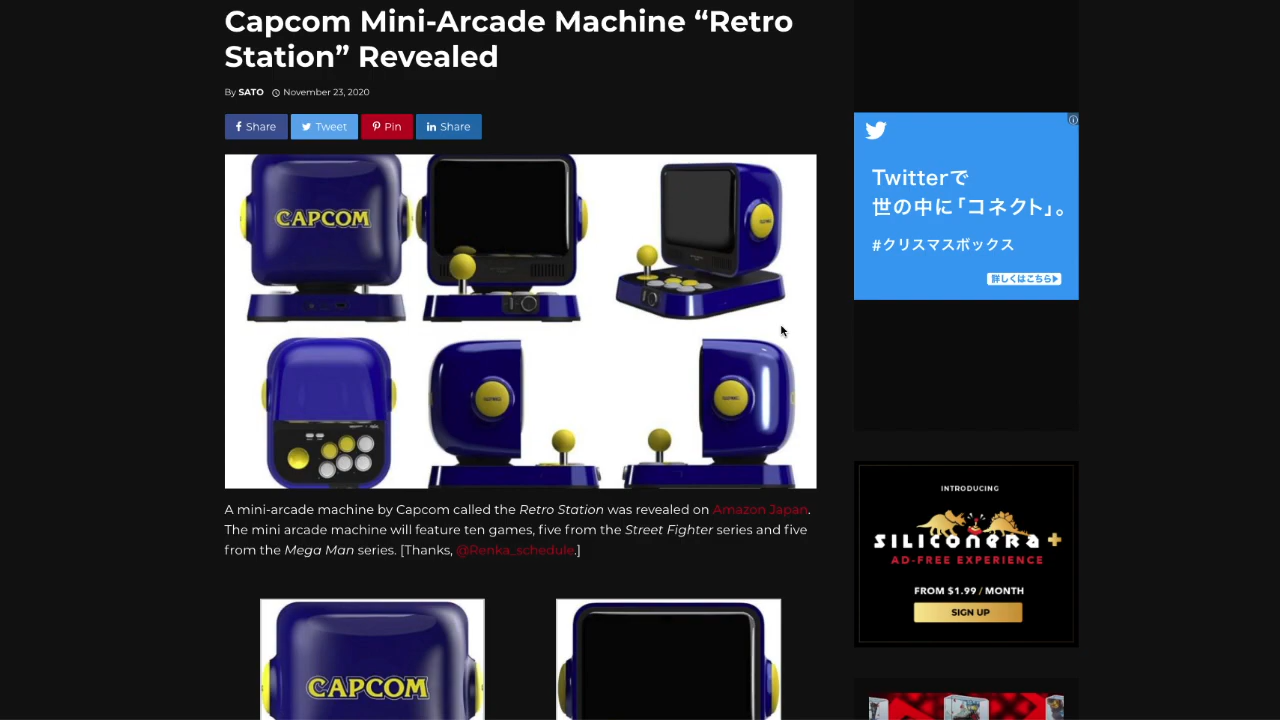 Capcom Mini-Arcade Machine “Retro
Station” Revealed
By SATO November 23, 2020
Share Tweet Pin Share
CAPCOM
A mini-arcade machine by Capcom called the Retro Station was revealed on Amazon Japan.
The mini arcade machine will feature ten games, five from the Street Fighter series and five
from the Mega Man series. [Thanks, @Renka_schedule.]
CAPCOM
Twitterで
世の中に「コネクト」。
#クリスマスボックス
詳しくはこちら
INTRODUCING
SILICONERA+
AD-FREE EXPERIENCE
FROM $1.99 / MONTH
SIGN UP